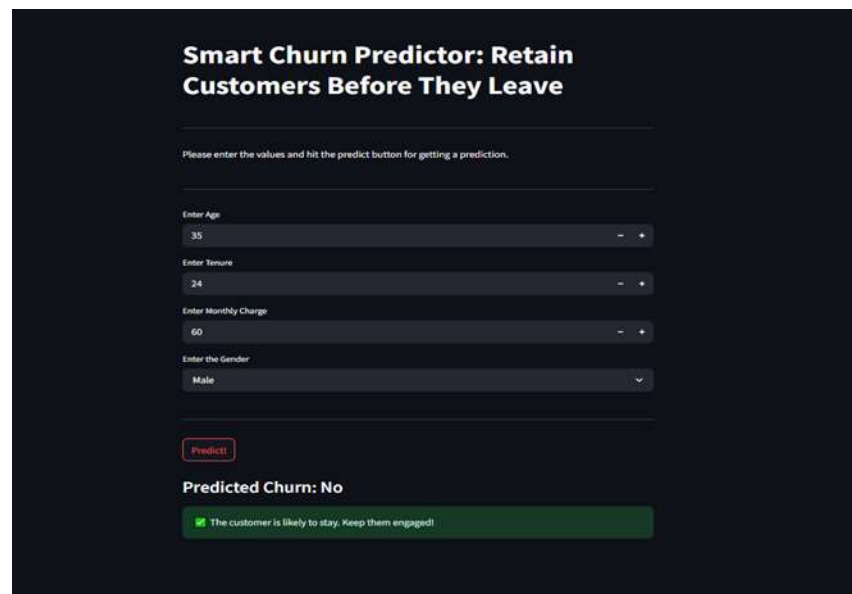 Smart Churn Predictor: Retain
Customers Before They Leave
Please enter the values and hit the predict button for getting a prediction.
Enter Age
35 - +
Enter Tenure
24 - +
Enter Monthly Charge
60 - +
Enter the Gender
Male
Predict!
Predicted Churn: No
✅ The customer is likely to stay. Keep them engaged!